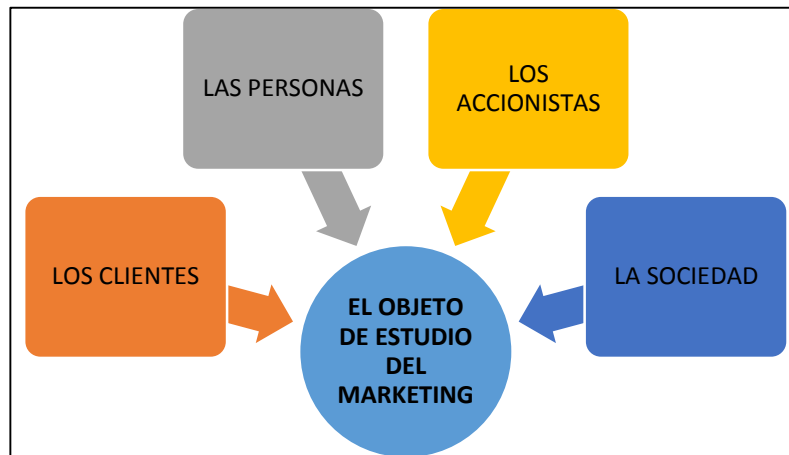 LAS PERSONAS
LOS
ACCIONISTAS
LOS CLIENTES
LA SOCIEDAD
EL OBJETO
DE ESTUDIO
DEL
MARKETING